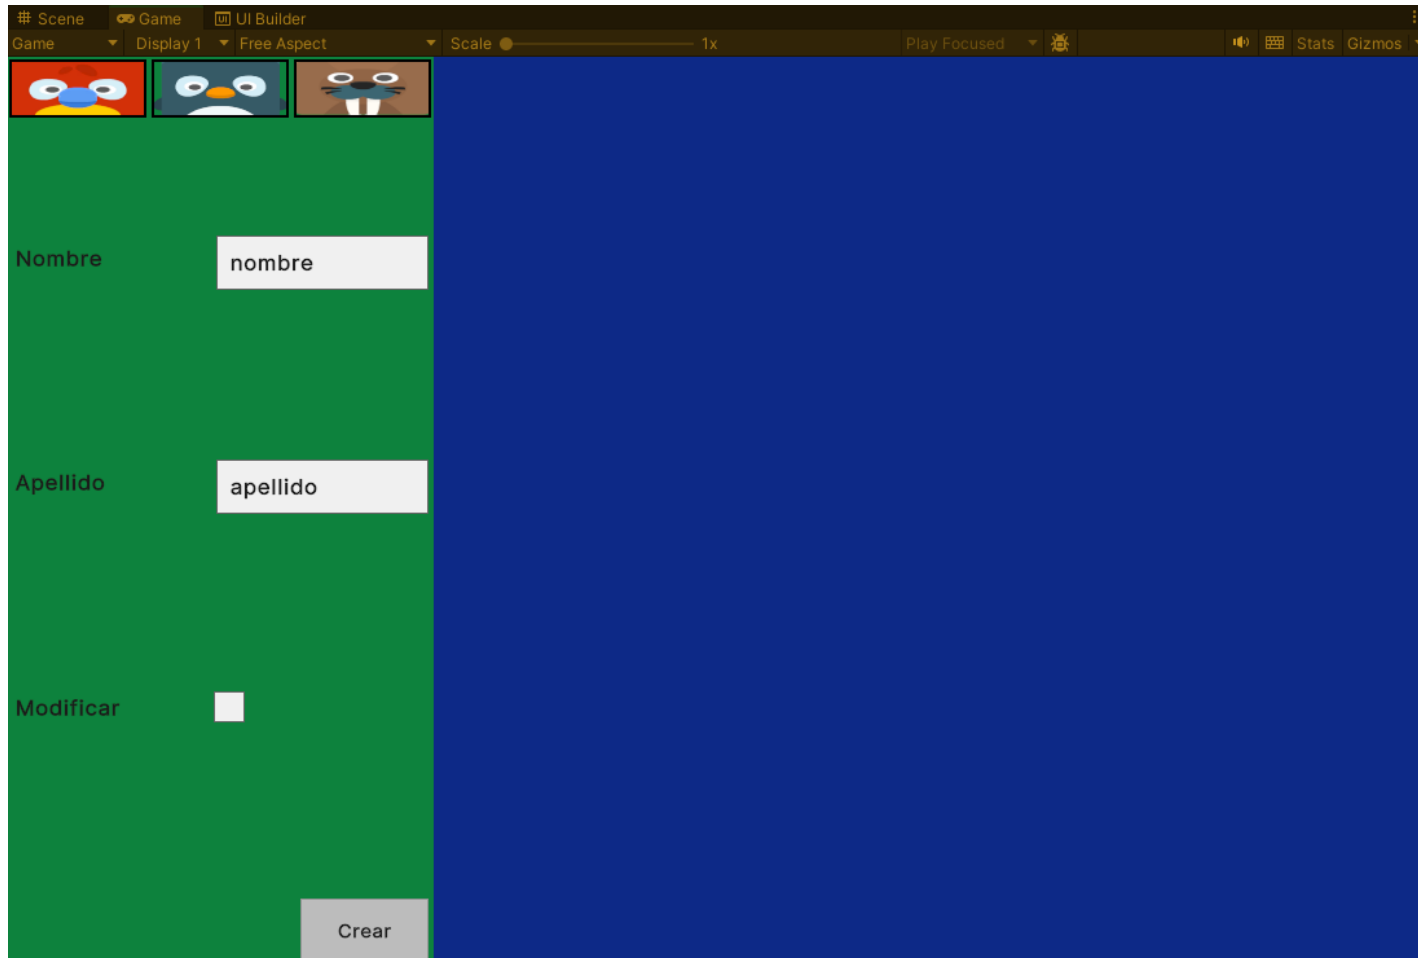 Scene Game UI Builder
Game Display 1 Free Aspect Scale 1x Play Focused Stats Gizmos
Nombre nombre
Apellido apellido
Modificar
Crear